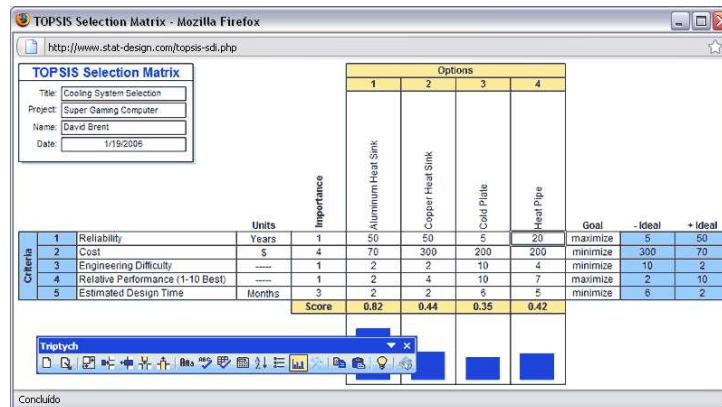 TOPSIS Selection Matrix - Mozilla Firefox
http://www.stat-design.com/topsis-sdi.php
TOPSIS Selection Matrix
Title: Cooling System Selection
Project: Super Gaming Computer
Name: David Brent
Date: 1/19/2006
Options
1 2 3 4
Units Importance Aluminum Heat Sink Copper Heat Sink Cold Plate Heat Pipe Goal - Ideal + Ideal
Criteria
1 Reliability Years 1 50 50 5 20 maximize 5 50
2 Cost $ 4 70 300 200 200 minimize 300 70
3 Engineering Difficulty ----- 1 2 2 10 4 minimize 10 2
4 Relative Performance (1-10 Best) ----- 1 2 4 10 7 maximize 2 10
5 Estimated Design Time Months 3 2 2 6 5 minimize 6 2
Score 0.82 0.44 0.35 0.42
Triptych
Concluído